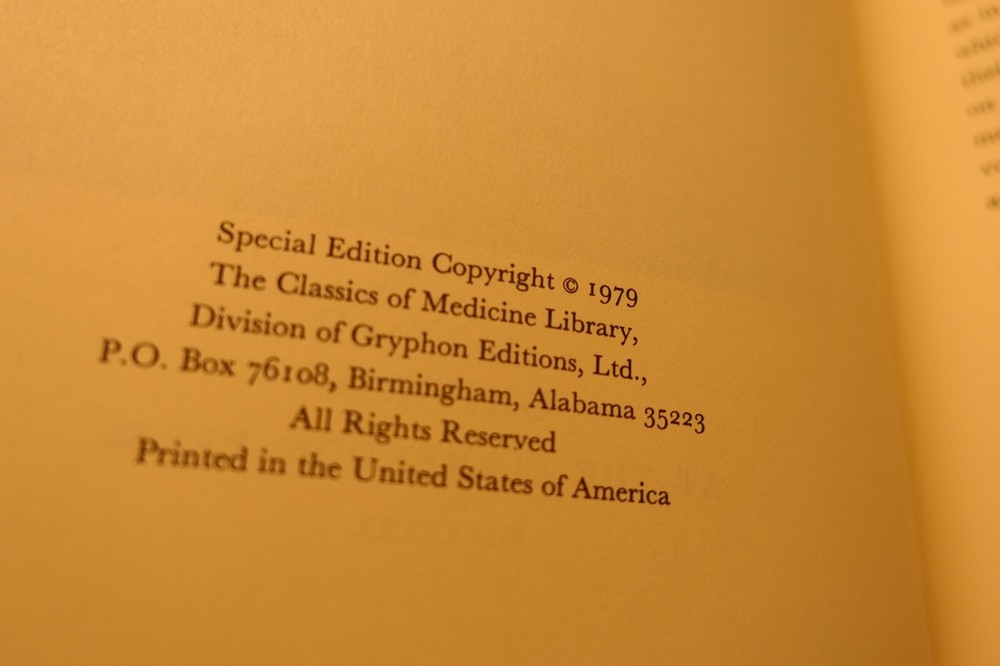 Special Edition Copyright © 1979
The Classics of Medicine Library,
Division of Gryphon Editions, Ltd.,
P.O. Box 76108, Birmingham, Alabama 35223
All Rights Reserved
Printed in the United States of America